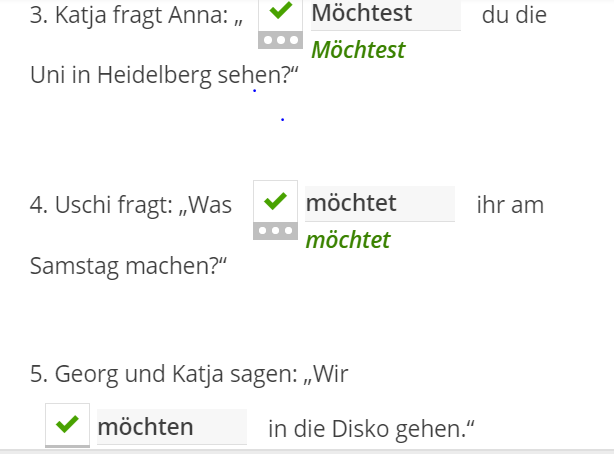 3. Katja fragt Anna: „ Möchtest du die
Möchtest
Uni in Heidelberg sehen?“
4. Uschi fragt: „Was möchtet ihr am
möchtet
Samstag machen?“
5. Georg und Katja sagen: „Wir
möchten in die Disko gehen.“